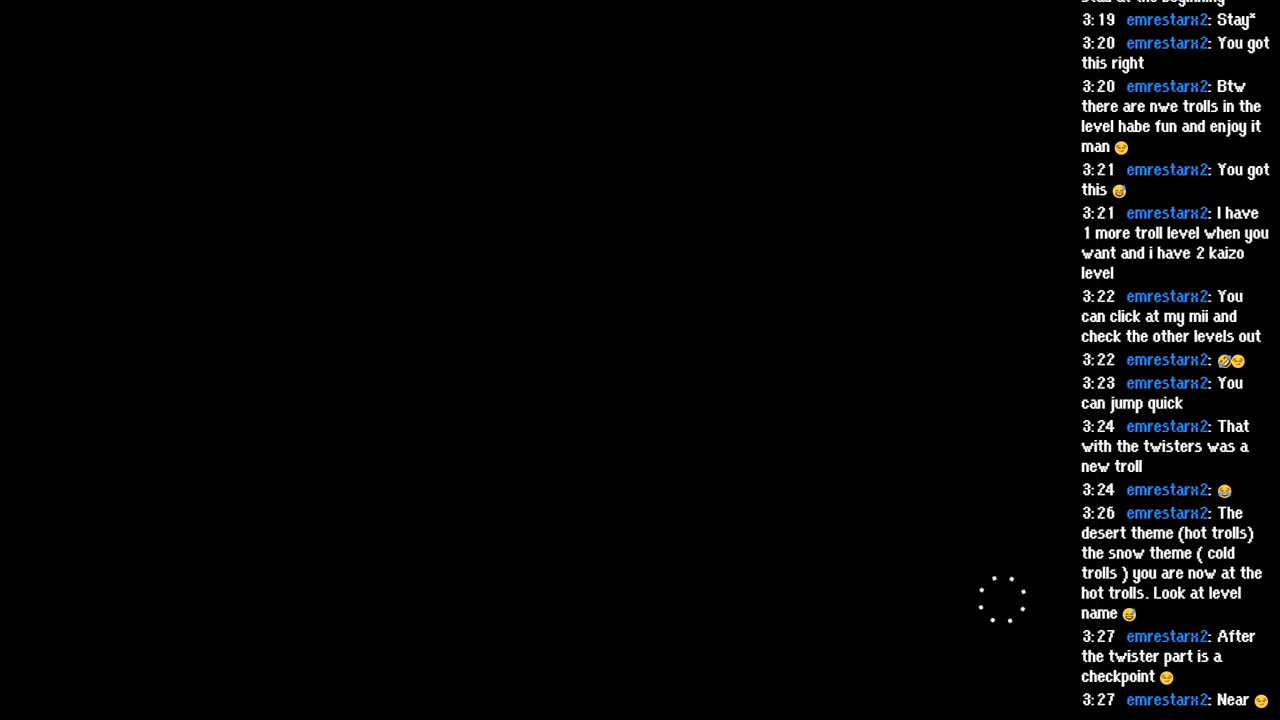 3:19 emrestarx2: Stay*
3:20 emrestarx2: You got
this right
3:20 emrestarx2: Btw
there are nwe trolls in the
level habe fun and enjoy it
man 😏
3:21 emrestarx2: You got
this 😅
3:21 emrestarx2: I have
1 more troll level when you
want and i have 2 kaizo
level
3:22 emrestarx2: You
can click at my mii and
check the other levels out
3:22 emrestarx2: 🤣😏
3:23 emrestarx2: You
can jump quick
3:24 emrestarx2: That
with the twisters was a
new troll
3:24 emrestarx2: 😂
3:26 emrestarx2: The
desert theme (hot trolls)
the snow theme ( cold
trolls ) you are now at the
hot trolls. Look at level
name 😅
3:27 emrestarx2: After
the twister part is a
checkpoint 😏
3:27 emrestarx2: Near 😏